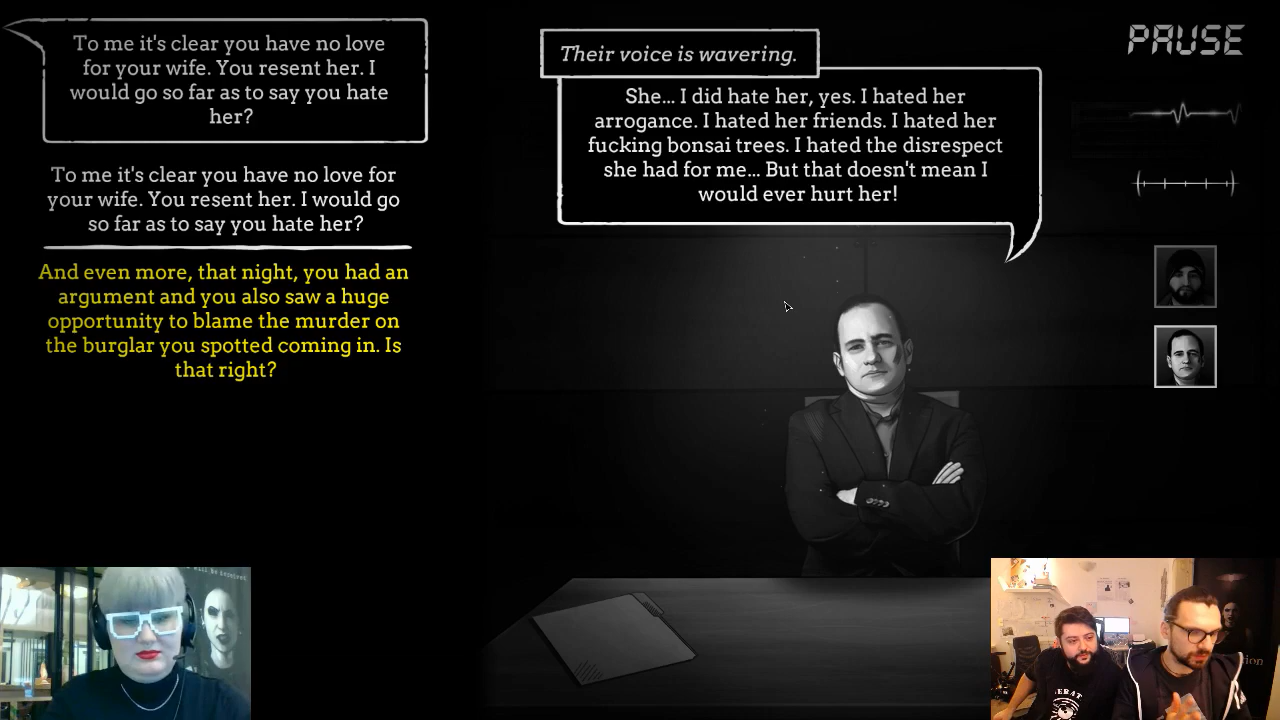 To me it's clear you have no love
for your wife. You resent her. I
would go so far as to say you hate
her?
To me it's clear you have no love for
your wife. You resent her. I would go
so far as to say you hate her?
And even more, that night, you had an
argument and you also saw a huge
opportunity to blame the murder on
the burglar you spotted coming in. Is
that right?
Their voice is wavering.
She... I did hate her, yes. I hated her
arrogance. I hated her friends. I hated her
fucking bonsai trees. I hated the disrespect
she had for me... But that doesn't mean I
would ever hurt her!
PAUSE